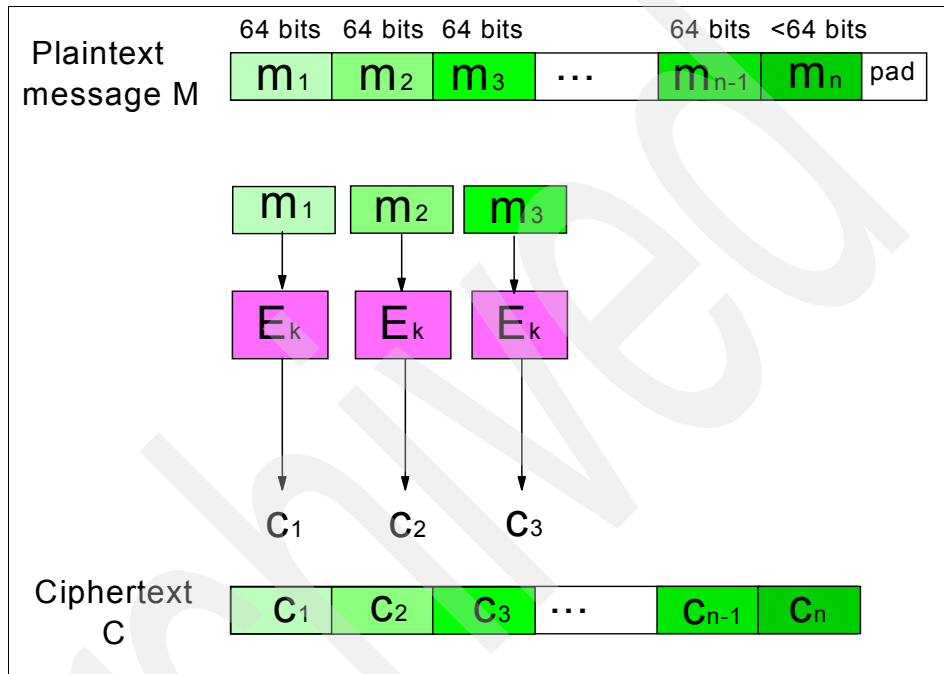 64 bits 64 bits 64 bits 64 bits <64 bits
Plaintext
message M
m1 m2 m3 ... mn-1 mn pad
m1 m2 m3
Ek Ek Ek
c1 c2 c3
Ciphertext
C
c1 c2 c3 ... cn-1 cn